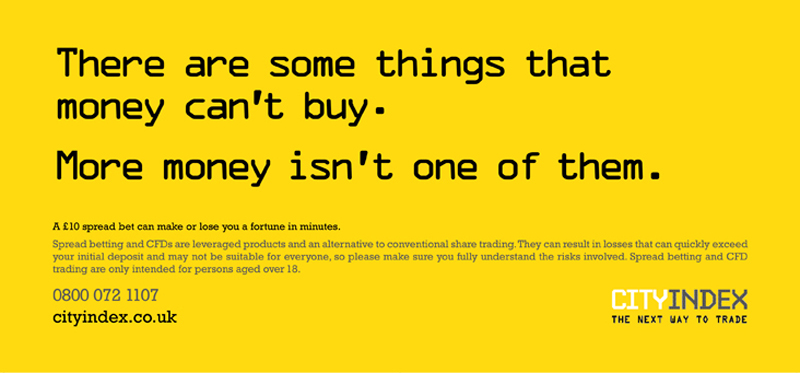 There are some things that
money can't buy.
More money isn't one of them.
A £10 spread bet can make or lose you a fortune in minutes.
Spread betting and CFDs are leveraged products and an alternative to conventional share trading. They can result in losses that can quickly exceed
your initial deposit and may not be suitable for everyone, so please make sure you fully understand the risks involved. Spread betting and CFD
trading are only intended for persons aged over 18.
0800 072 1107
cityindex.co.uk
CITYINDEX
THE NEXT WAY TO TRADE